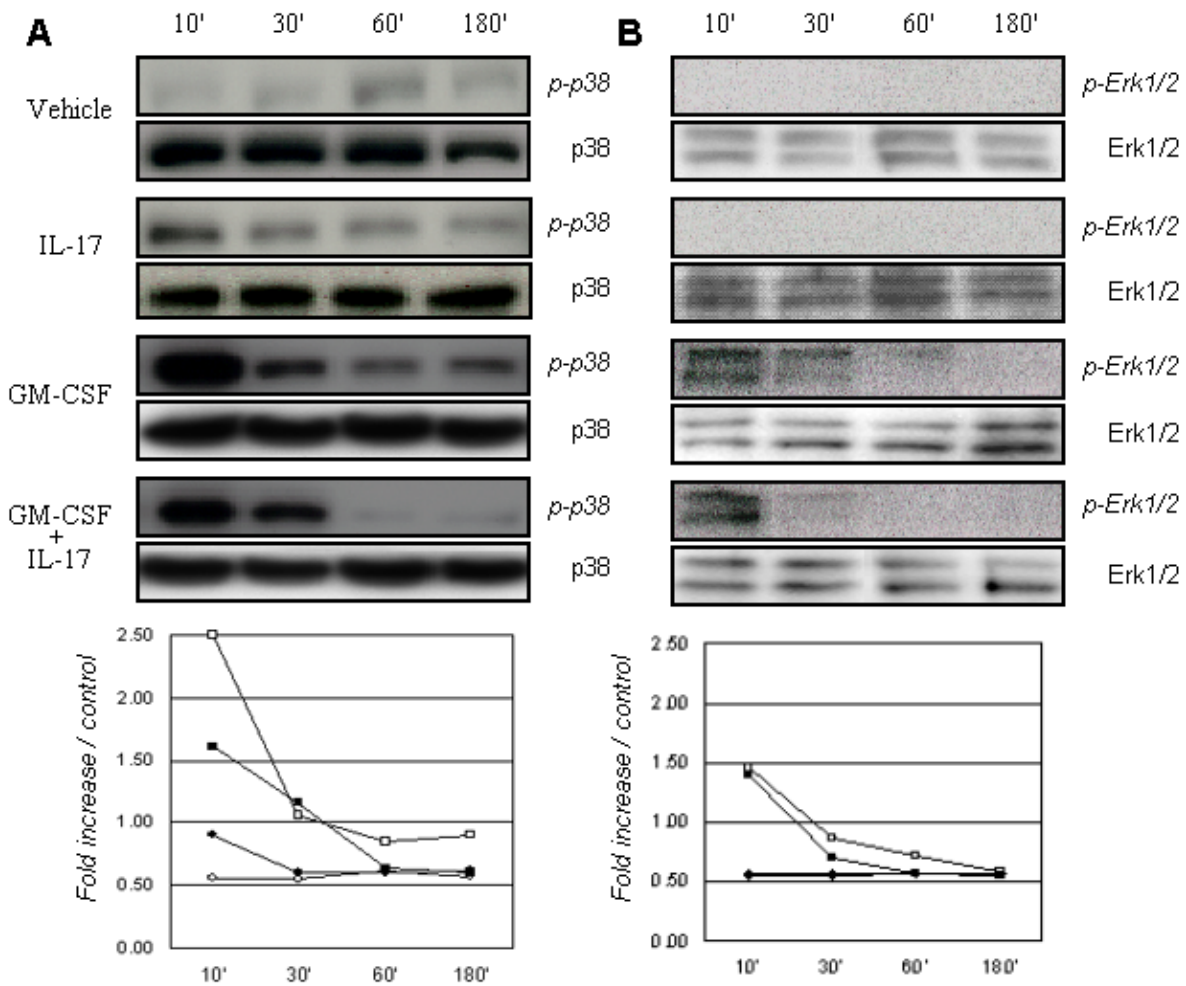 A 10' 30' 60' 180'
Vehicle
p-p38
p38
IL-17
p-p38
p38
GM-CSF
p-p38
p38
GM-CSF
+
IL-17
p-p38
p38
Fold increase / control
2.50
2.00
1.50
1.00
0.50
0.00
10' 30' 60' 180'
B 10' 30' 60' 180'
p-Erk1/2
Erk1/2
p-Erk1/2
Erk1/2
p-Erk1/2
Erk1/2
p-Erk1/2
Erk1/2
Fold increase / control
2.50
2.00
1.50
1.00
0.50
0.00
10' 30' 60' 180'